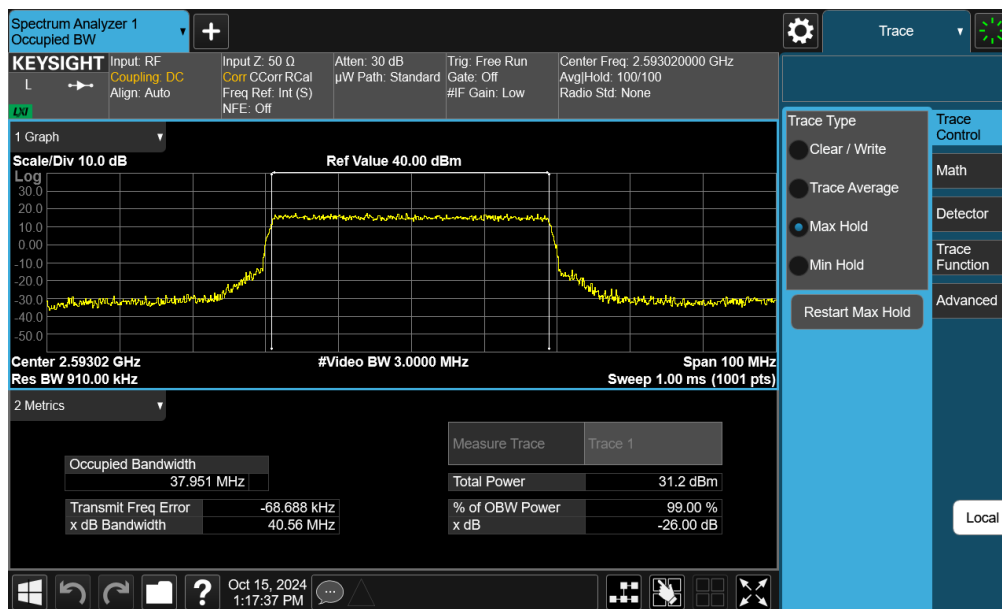 Spectrum Analyzer 1
Occupied BW
+
Trace
KEYSIGHT
L
LXI
Input: RF
Coupling: DC
Align: Auto
Input Z: 50 Ω
Corr CCorr RCal
Freq Ref: Int (S)
NFE: Off
Atten: 30 dB
µW Path: Standard
Trig: Free Run
Gate: Off
#IF Gain: Low
Center Freq: 2.593020000 GHz
Avg|Hold: 100/100
Radio Std: None
1 Graph
Scale/Div 10.0 dB
Ref Value 40.00 dBm
Log
30.0
20.0
10.0
0.00
-10.0
-20.0
-30.0
-40.0
-50.0
Center 2.59302 GHz
#Video BW 3.0000 MHz
Span 100 MHz
Res BW 910.00 kHz
Sweep 1.00 ms (1001 pts)
2 Metrics
Measure Trace Trace 1
Occupied Bandwidth
37.951 MHz
Total Power 31.2 dBm
Transmit Freq Error -68.688 kHz
% of OBW Power 99.00 %
x dB Bandwidth 40.56 MHz
x dB -26.00 dB
Trace Type
Clear / Write
Trace Average
Max Hold
Min Hold
Restart Max Hold
Trace
Control
Math
Detector
Trace
Function
Advanced
Local
?
Oct 15, 2024
1:17:37 PM